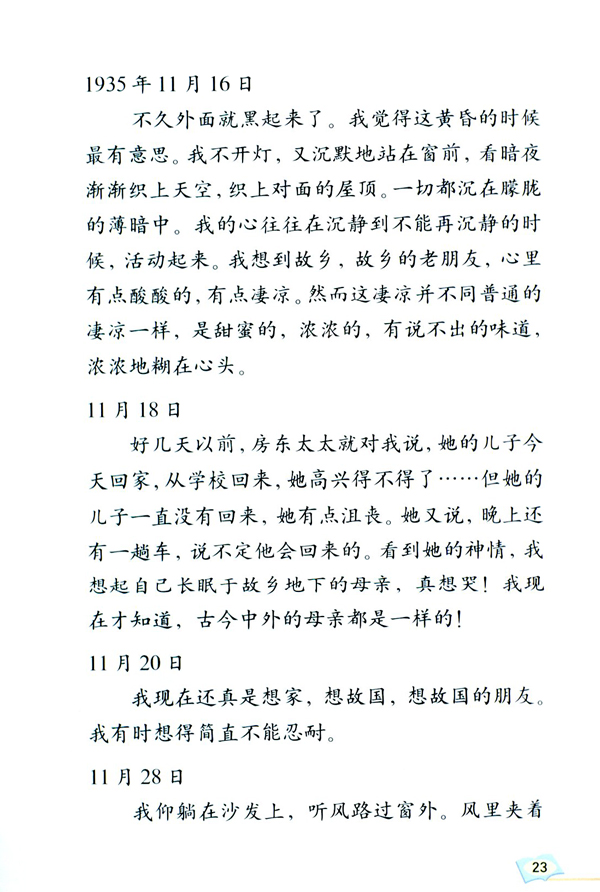 1935年11月16日
不久外面就黑起来了。我觉得这黄昏的时候
最有意思。我不开灯，又沉默地站在窗前，看暗夜
渐渐织上天空，织上对面的屋顶。一切都沉在朦胧
的薄暗中。我的心往往在沉静到不能再沉静的时
候，活动起来。我想到故乡，故乡的老朋友，心里
有点酸酸的，有点凄凉。然而这凄凉并不同普通的
凄凉一样，是甜蜜的，浓浓的，有说不出的味道，
浓浓地糊在心头。
11月18日
好几天以前，房东太太就对我说，她的儿子今
天回家，从学校回来，她高兴得不得了……但她的
儿子一直没有回来，她有点沮丧。她又说，晚上还
有一趟车，说不定他会回来的。看到她的神情，我
想起自己长眠于故乡地下的母亲，真想哭！我现
在才知道，古今中外的母亲都是一样的！
11月20日
我现在还真是想家，想故国，想故国的朋友。
我有时想得简直不能忍耐。
11月28日
我仰躺在沙发上，听风路过窗外。风里夹着
23